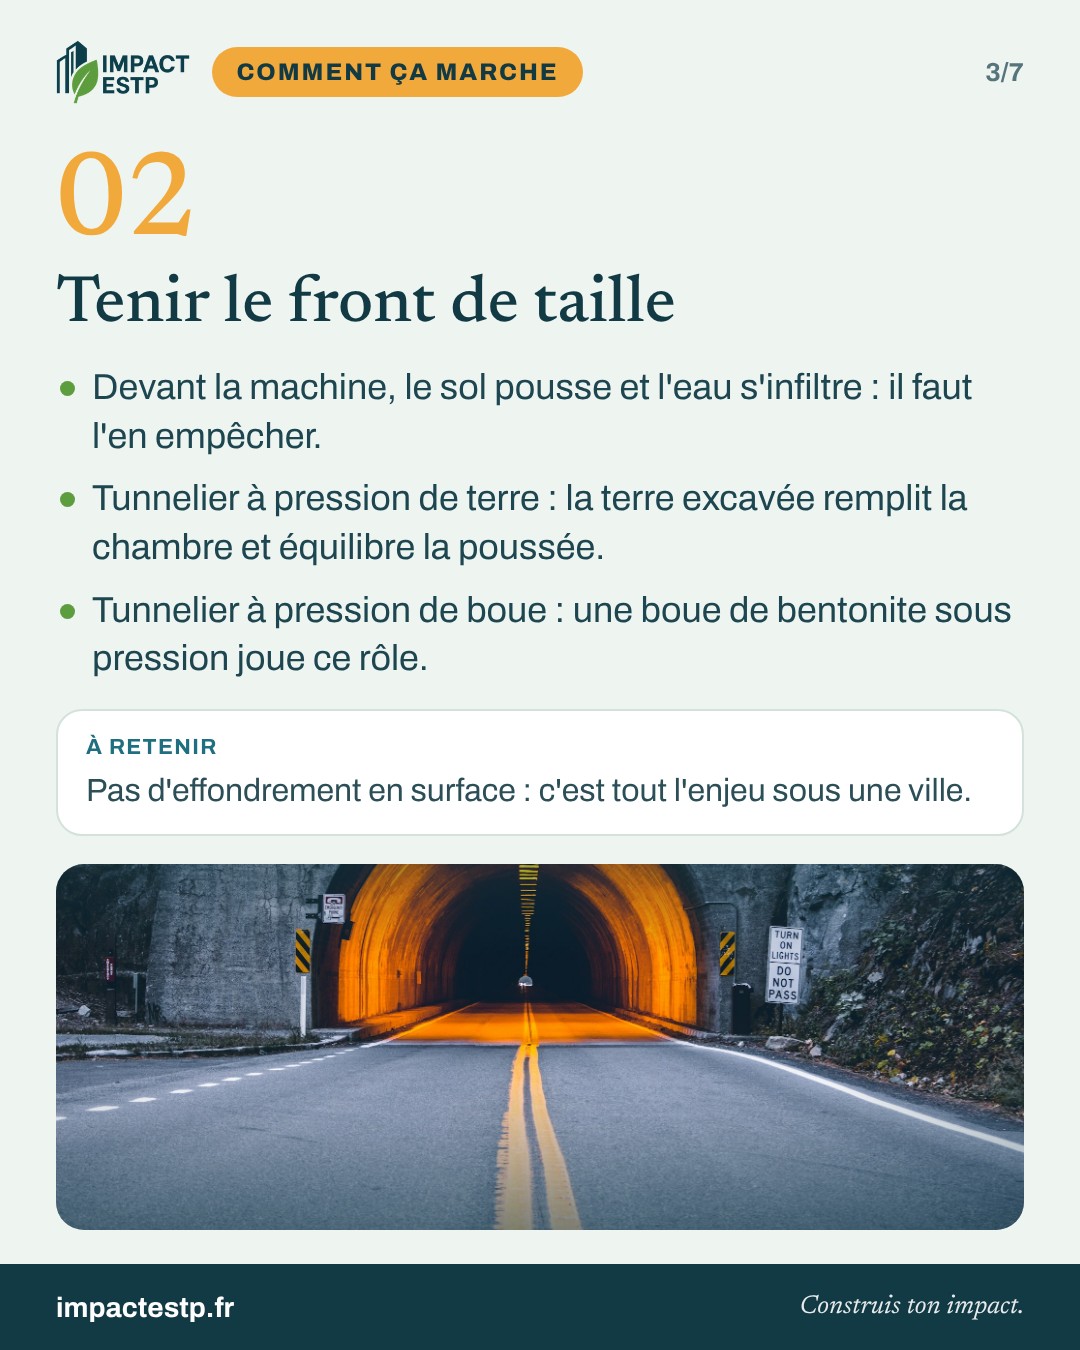 IMPACT
ESTP
COMMENT ÇA MARCHE
3/7
02
Tenir le front de taille
Devant la machine, le sol pousse et l'eau s'infiltre : il faut
l'en empêcher.
Tunnelier à pression de terre : la terre excavée remplit la
chambre et équilibre la poussée.
Tunnelier à pression de boue : une boue de bentonite sous
pression joue ce rôle.
À RETENIR
Pas d'effondrement en surface : c'est tout l'enjeu sous une ville.
TURN
ON
LIGHTS
DO
NOT
PASS
impactestp.fr
Construis ton impact.